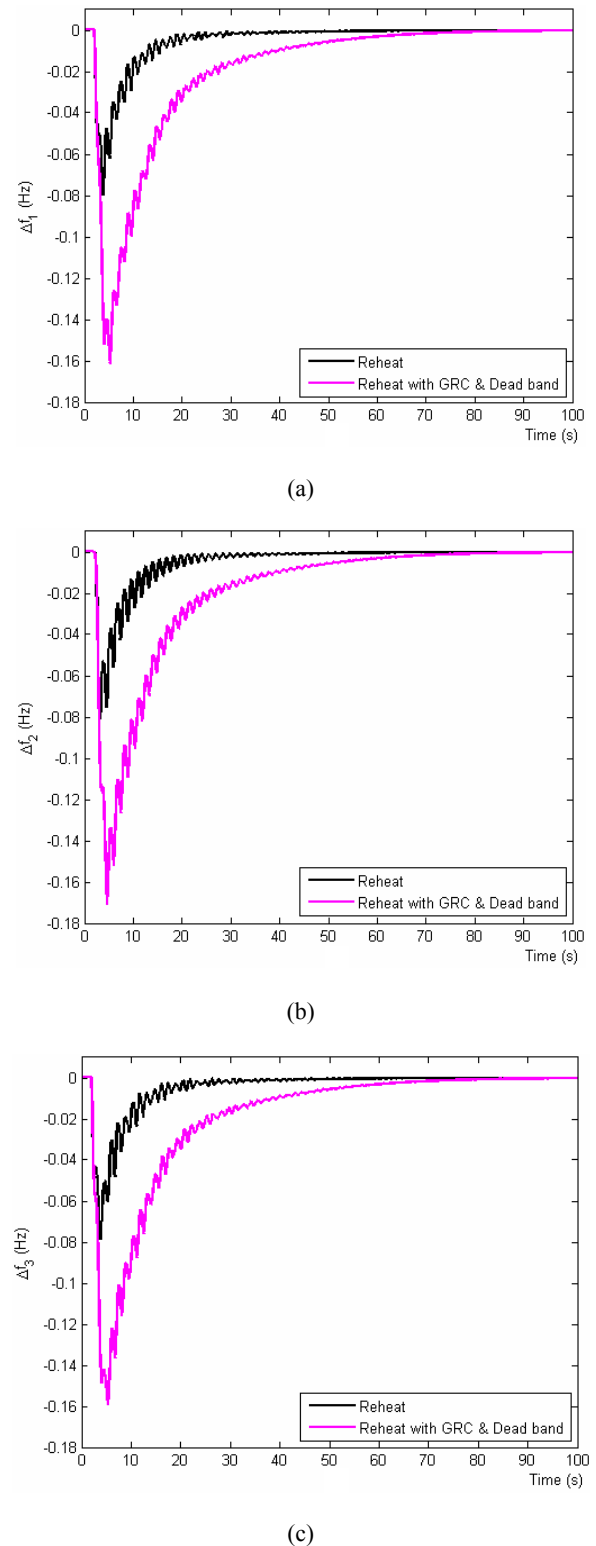 0
-0.02
-0.04
-0.06
-0.08
-0.1
-0.12
-0.14
-0.16
-0.18
Δf1 (Hz)
Reheat
Reheat with GRC & Dead band
0 10 20 30 40 50 60 70 80 90 100
Time (s)
(a)
0
-0.02
-0.04
-0.06
-0.08
-0.1
-0.12
-0.14
-0.16
-0.18
Δf2 (Hz)
Reheat
Reheat with GRC & Dead band
0 10 20 30 40 50 60 70 80 90 100
Time (s)
(b)
0
-0.02
-0.04
-0.06
-0.08
-0.1
-0.12
-0.14
-0.16
-0.18
Δf3 (Hz)
Reheat
Reheat with GRC & Dead band
0 10 20 30 40 50 60 70 80 90 100
Time (s)
(c)